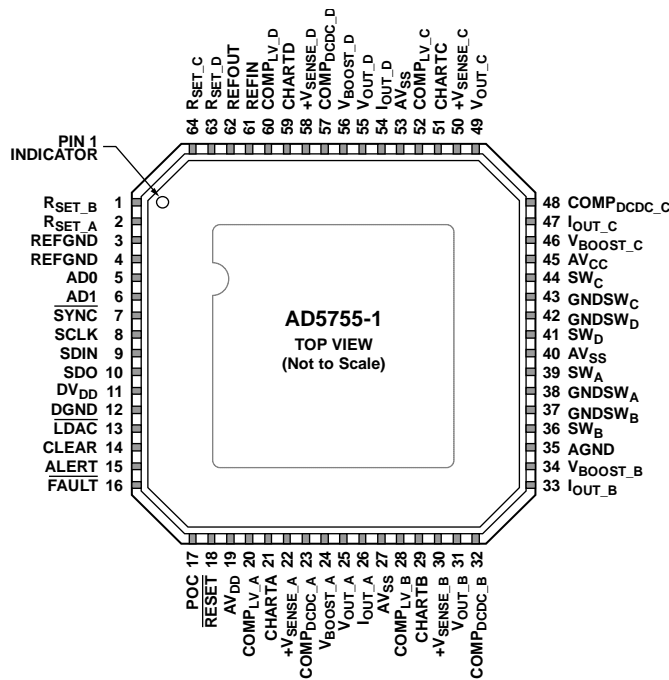 64 RSET_C
63 RSET_D
62 REFOUT
61 REFIN
60 COMPLV_D
59 CHARTD
58 +VSENSE_D
57 COMPDCDC_D
56 VBOOST_D
55 VOUT_D
54 IOUT_D
53 AVSS
52 COMPLV_C
51 CHARTC
50 +VSENSE_C
49 VOUT_C
PIN 1
INDICATOR
RSET_B 1
RSET_A 2
REFGND 3
REFGND 4
AD0 5
AD1 6
SYNC 7
SCLK 8
SDIN 9
SDO 10
DVDD 11
DGND 12
LDAC 13
CLEAR 14
ALERT 15
FAULT 16
AD5755-1
TOP VIEW
(Not to Scale)
48 COMPDCDC_C
47 IOUT_C
46 VBOOST_C
45 AVCC
44 SWC
43 GNDSWC
42 GNDSWD
41 SWD
40 AVSS
39 SWA
38 GNDSWA
37 GNDSWB
36 SWB
35 AGND
34 VBOOST_B
33 IOUT_B
POC 17
RESET 18
AVDD 19
COMPLV_A 20
CHARTA 21
+VSENSE_A 22
COMPDCDC_A 23
VBOOST_A 24
VOUT_A 25
IOUT_A 26
AVSS 27
COMPLV_B 28
CHARTB 29
+VSENSE_B 30
VOUT_B 31
COMPDCDC_B 32